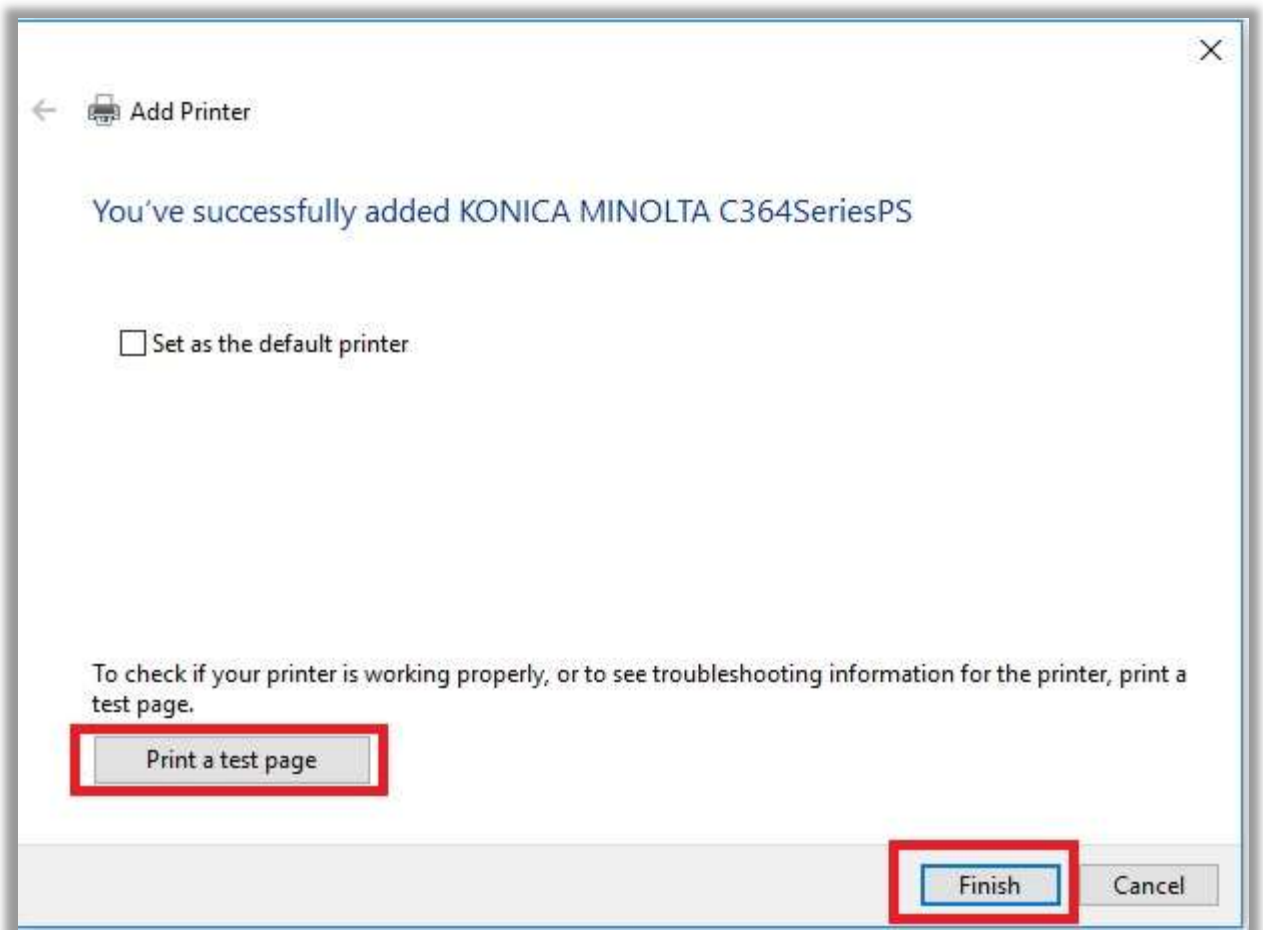 Add Printer
You've successfully added KONICA MINOLTA C364SeriesPS
Set as the default printer
To check if your printer is working properly, or to see troubleshooting information for the printer, print a
test page.
Print a test page
Finish
Cancel